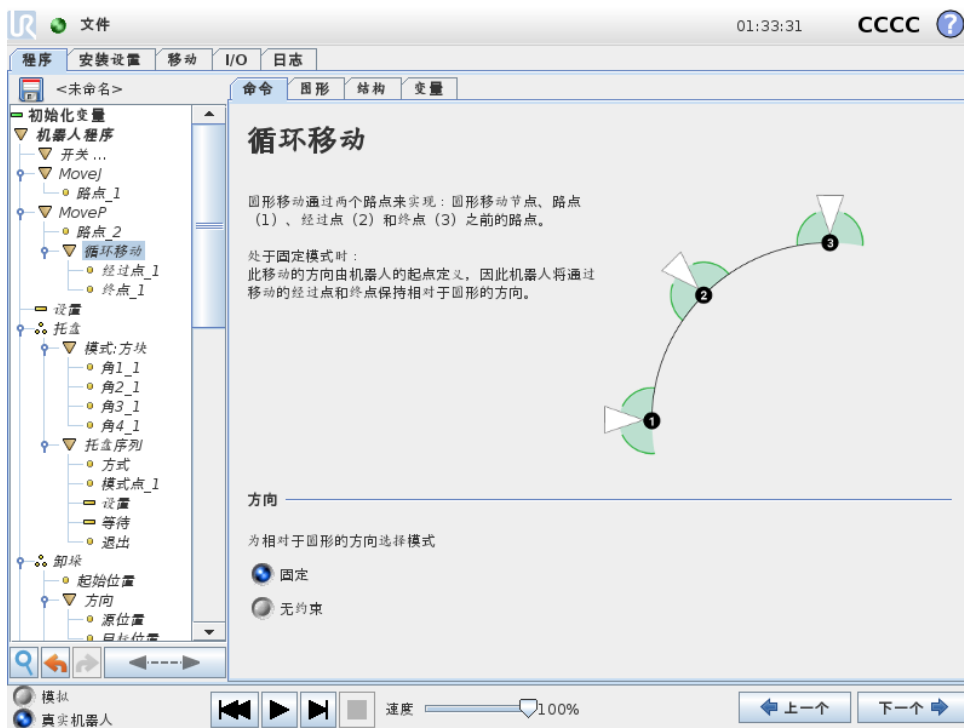 UR 文件 01:33:31 CCCC ?
程序 安装设置 移动 I/O 日志
<未命名>
命令 图形 结构 变量
初始化变量
机器人程序
开关 ...
MoveJ
路点_1
MoveP
路点_2
循环移动
经过点_1
终点_1
设置
托盘
模式:方块
角1_1
角2_1
角3_1
角4_1
托盘序列
方式
模式点_1
设置
等待
退出
卸垛
起始位置
方向
源位置
目标位置
循环移动
圆形移动通过两个路点来实现：圆形移动节点、路点
（1）、经过点（2）和终点（3）之前的路点。
处于固定模式时：
此移动的方向由机器人的起点定义，因此机器人将通过
移动的经过点和终点保持相对于圆形的方向。
3
2
1
方向
为相对于圆形的方向选择模式
固定
无约束
模拟
真实机器人
速度 100%
上一个 下一个